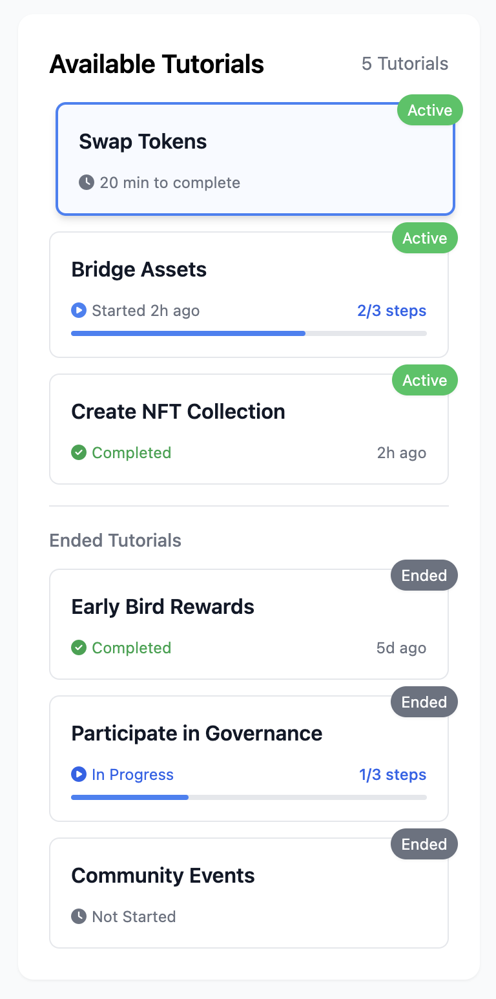 Available Tutorials
5 Tutorials
Active
Swap Tokens
20 min to complete
Active
Bridge Assets
Started 2h ago
2/3 steps
Active
Create NFT Collection
Completed
2h ago
Ended Tutorials
Ended
Early Bird Rewards
Completed
5d ago
Ended
Participate in Governance
In Progress
1/3 steps
Ended
Community Events
Not Started